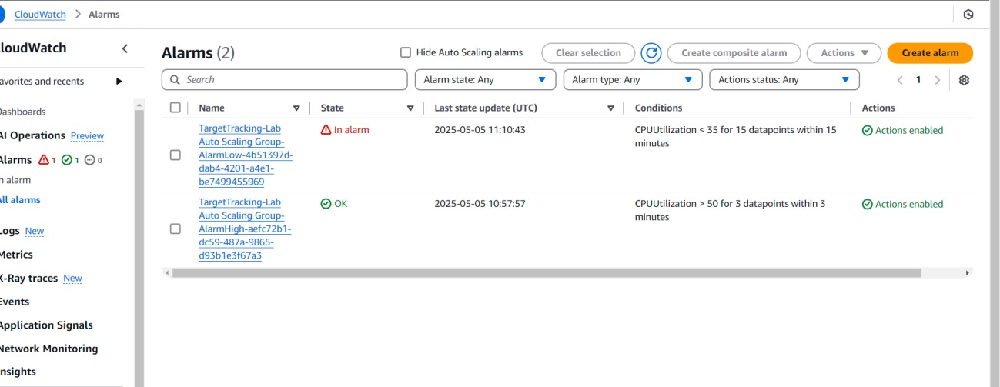 CloudWatch > Alarms
loudWatch
avorites and recents
Dashboards
AI Operations Preview
Alarms 1 1 0
n alarm
All alarms
Logs New
Metrics
X-Ray traces New
Events
Application Signals
Network Monitoring
nsights
Alarms (2)
Hide Auto Scaling alarms
Clear selection
Create composite alarm
Actions
Create alarm
Search
Alarm state: Any
Alarm type: Any
Actions status: Any
1
Name State Last state update (UTC) Conditions Actions
TargetTracking-Lab
Auto Scaling Group-
AlarmLow-4b51397d-
dab4-4201-a4e1-
be7499455969
In alarm
2025-05-05 11:10:43
CPUUtilization < 35 for 15 datapoints within 15
minutes
Actions enabled
TargetTracking-Lab
Auto Scaling Group-
AlarmHigh-aefc72b1-
dc59-487a-9865-
d93b1e3f67a3
OK
2025-05-05 10:57:57
CPUUtilization > 50 for 3 datapoints within 3
minutes
Actions enabled